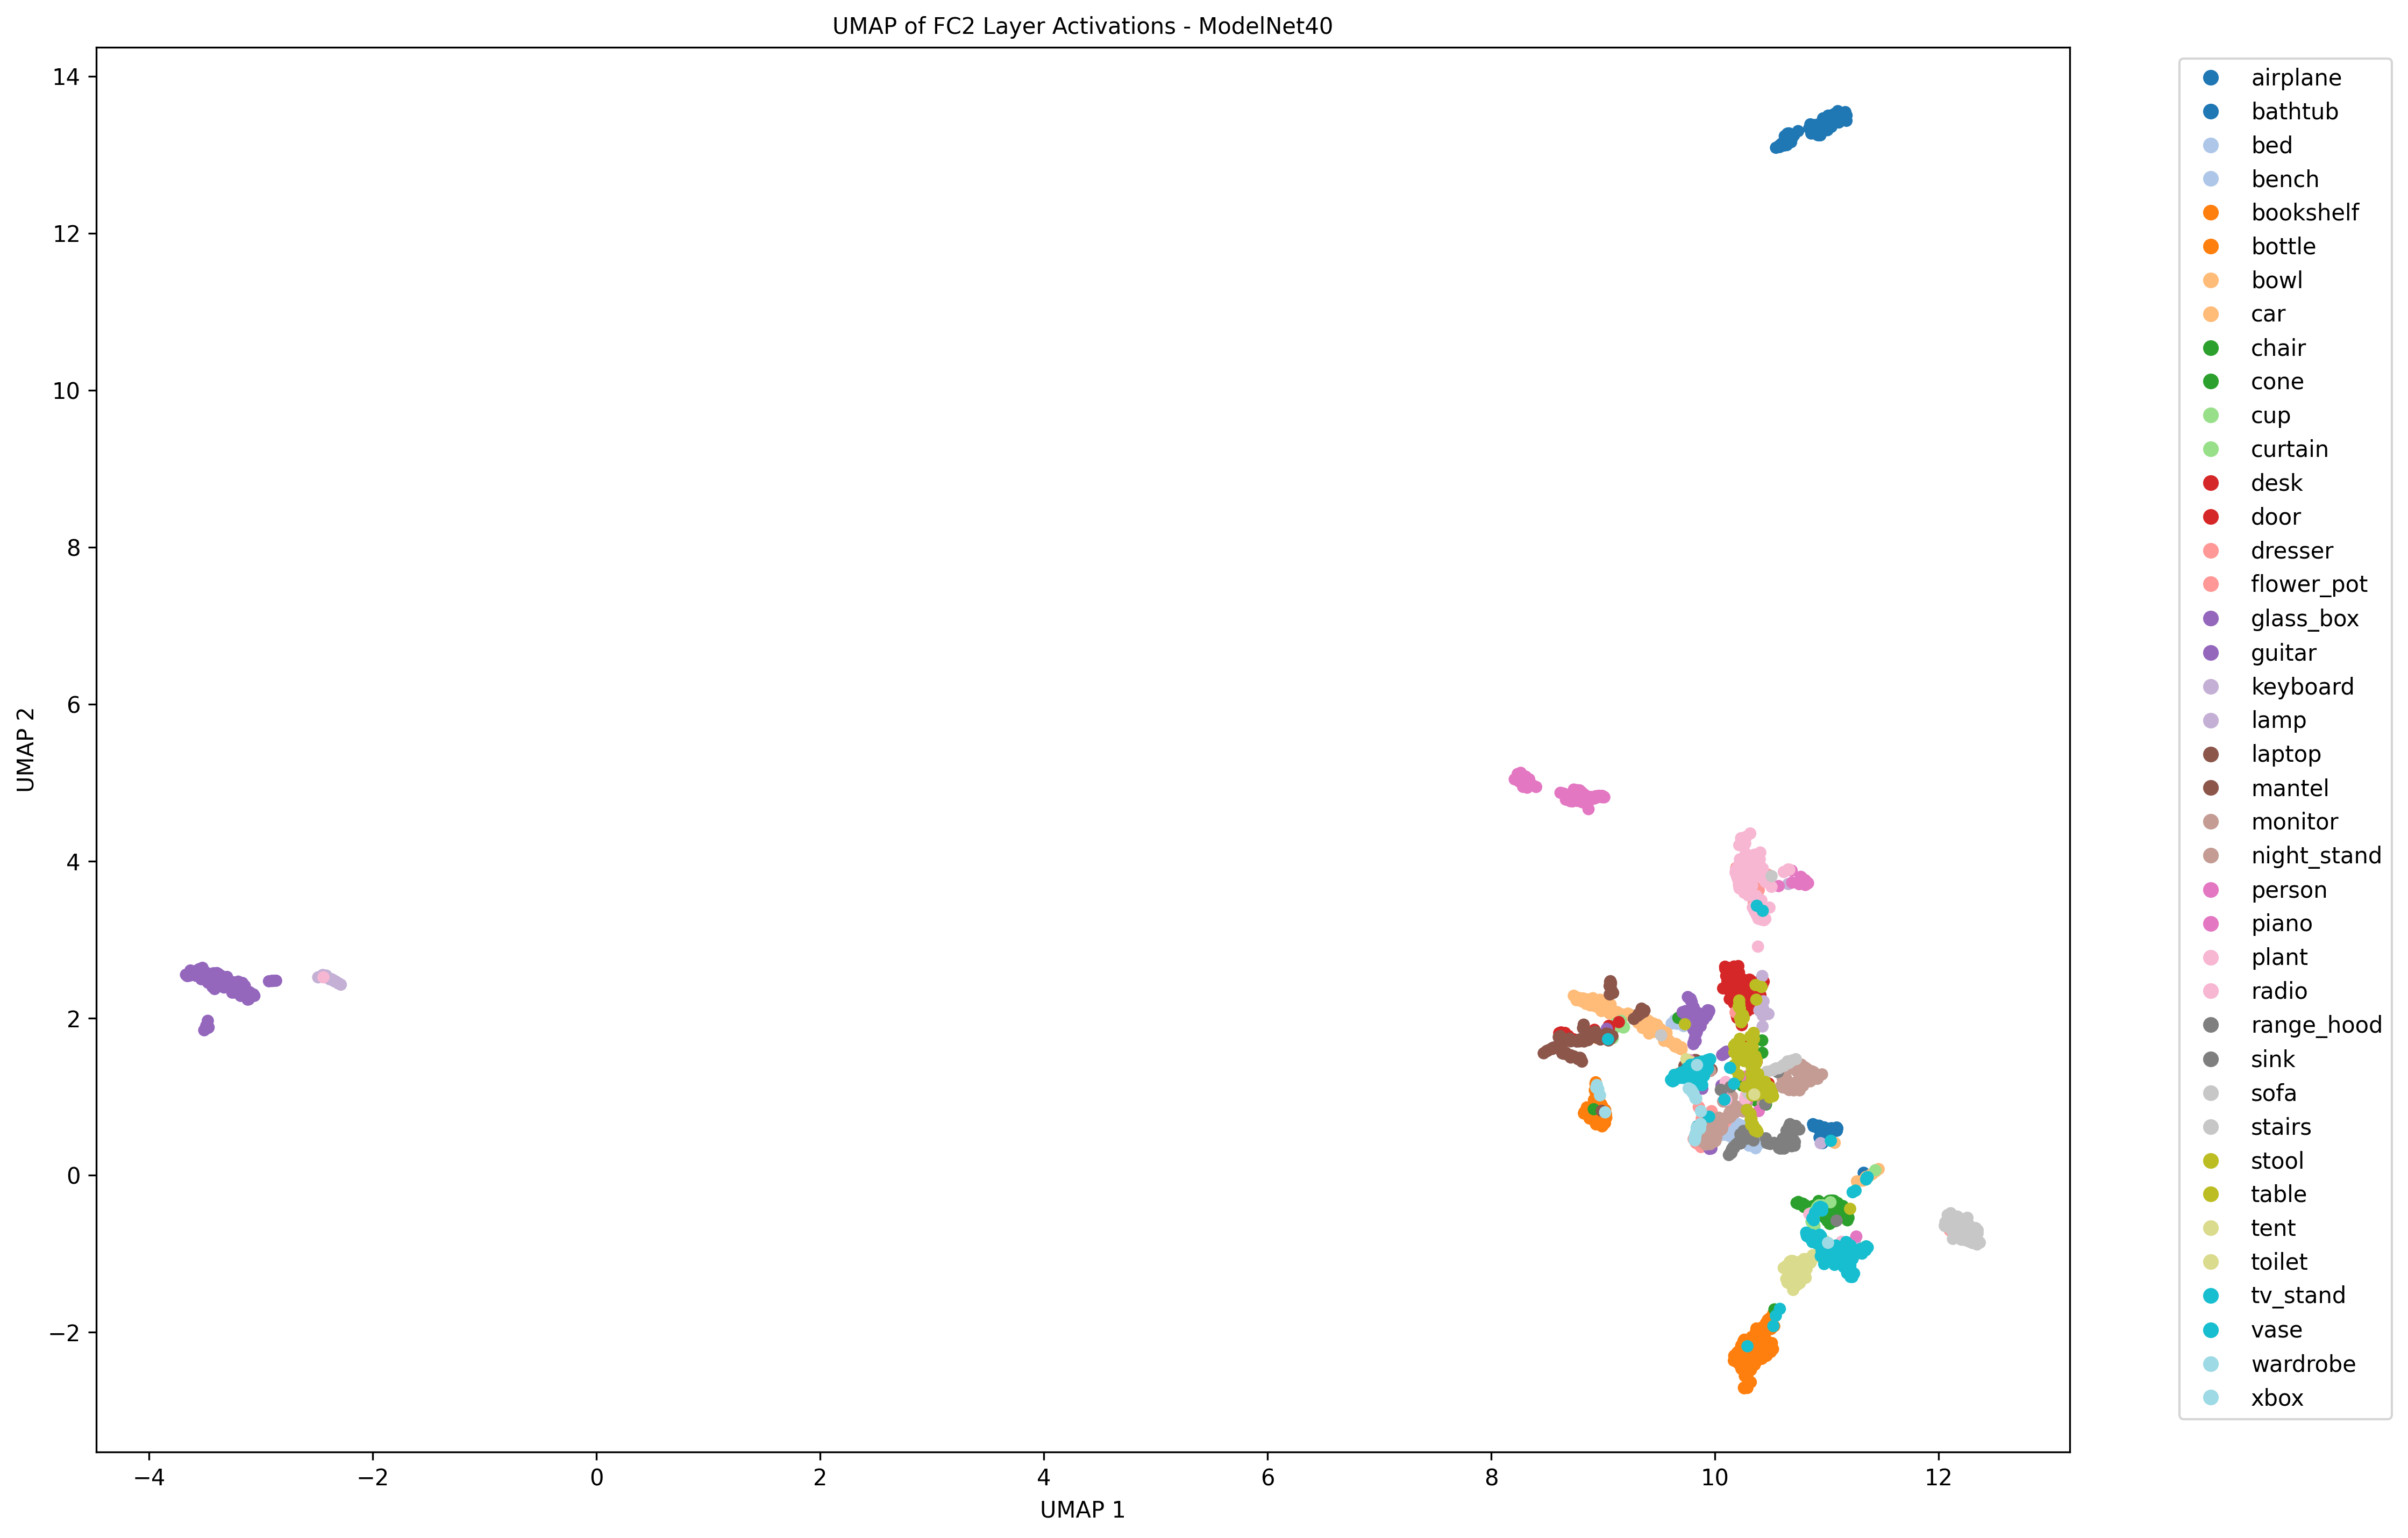 UMAP of FC2 Layer Activations - ModelNet40
14
12
10
8
6
4
2
0
−2
UMAP 2
−4
−2
0
2
4
6
8
10
12
UMAP 1
airplane
bathtub
bed
bench
bookshelf
bottle
bowl
car
chair
cone
cup
curtain
desk
door
dresser
flower_pot
glass_box
guitar
keyboard
lamp
laptop
mantel
monitor
night_stand
person
piano
plant
radio
range_hood
sink
sofa
stairs
stool
table
tent
toilet
tv_stand
vase
wardrobe
xbox